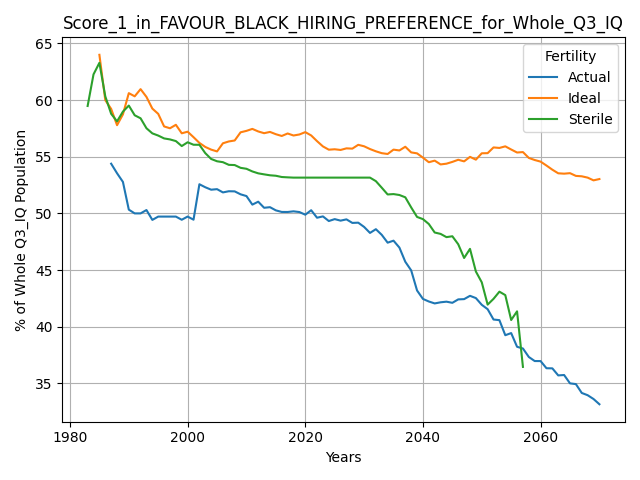 Score_1_in_FAVOUR_BLACK_HIRING_PREFERENCE_for_Whole_Q3_IQ
% of Whole Q3_IQ Population
65
60
55
50
45
40
35
Fertility
Actual
Ideal
Sterile
1980
2000
2020
2040
2060
Years